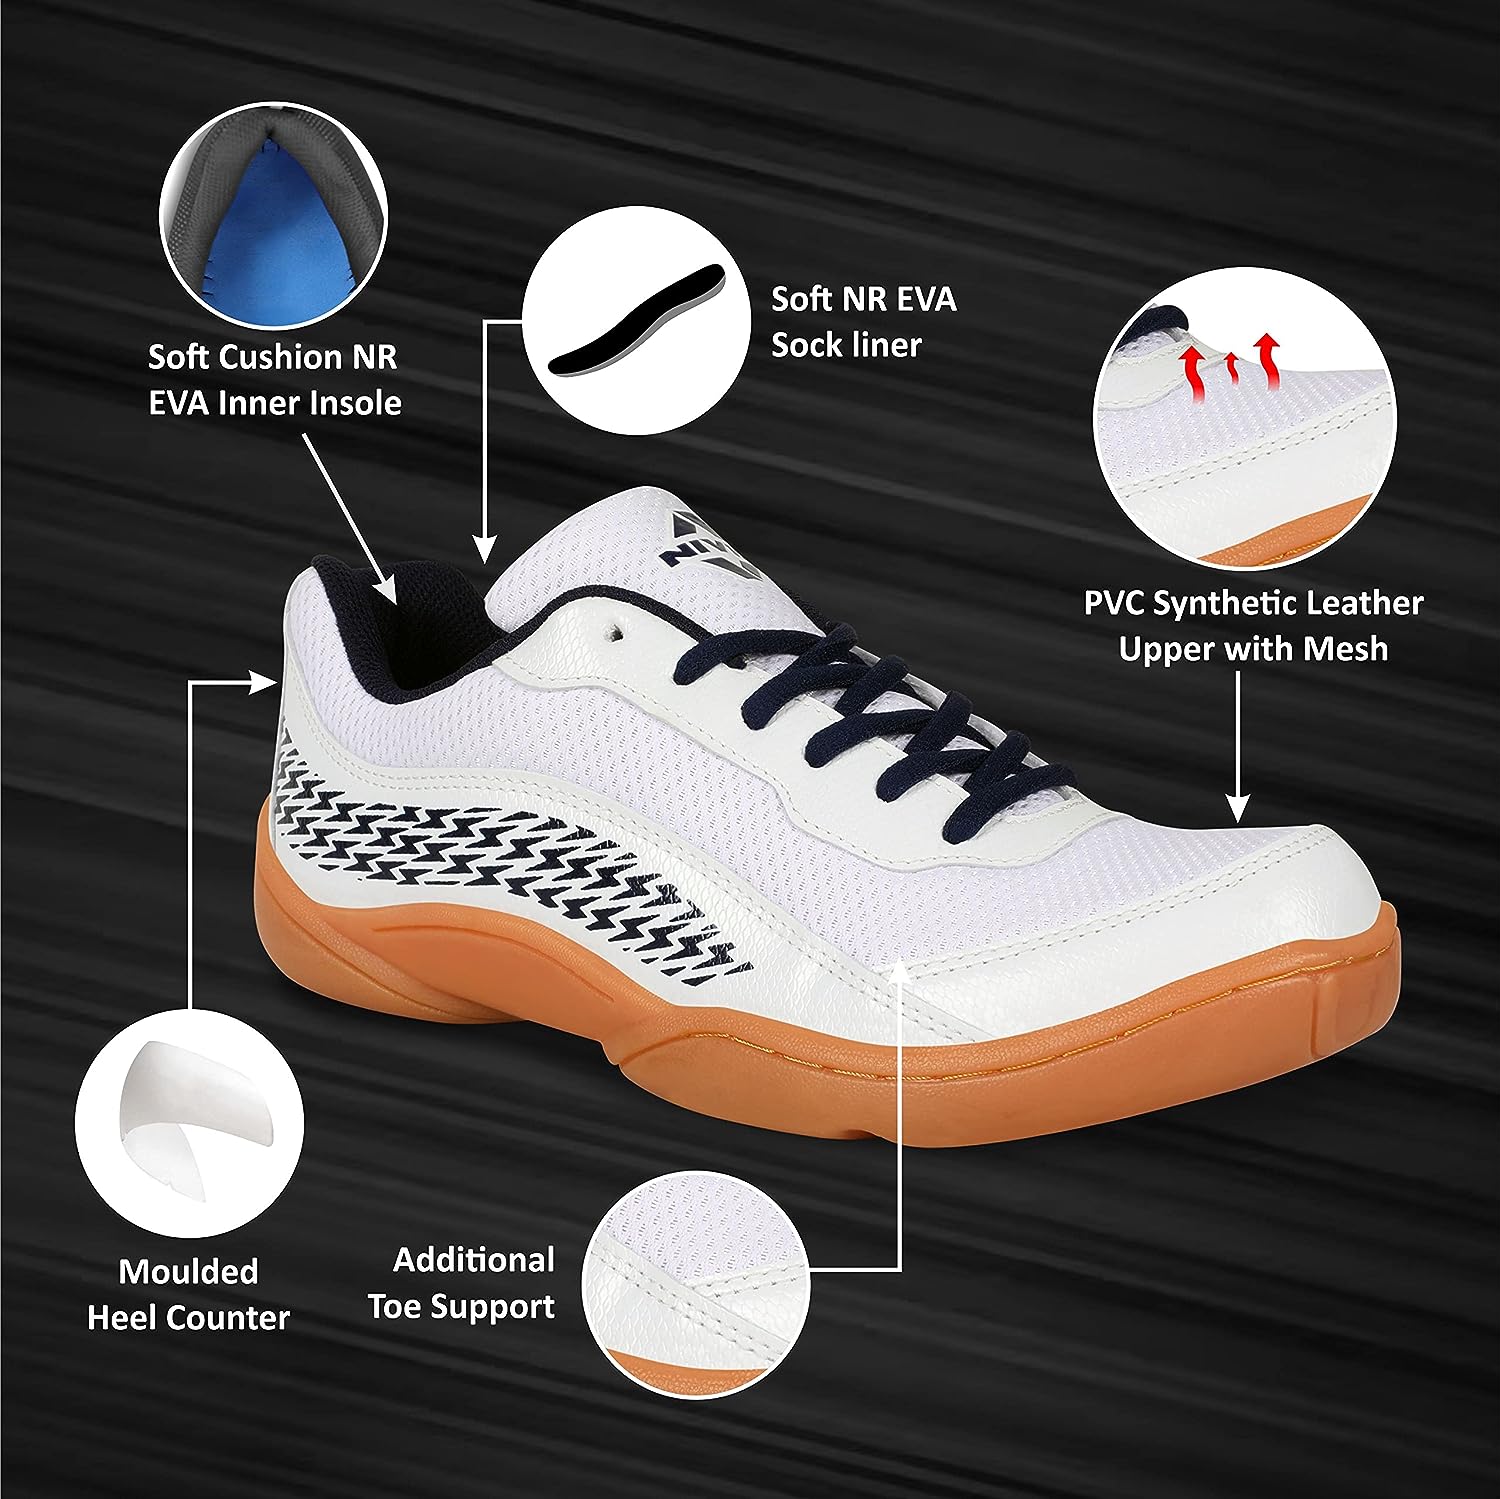 Soft Cushion NR
EVA Inner Insole
Soft NR EVA
Sock liner
PVC Synthetic Leather
Upper with Mesh
Moulded
Heel Counter
Additional
Toe Support